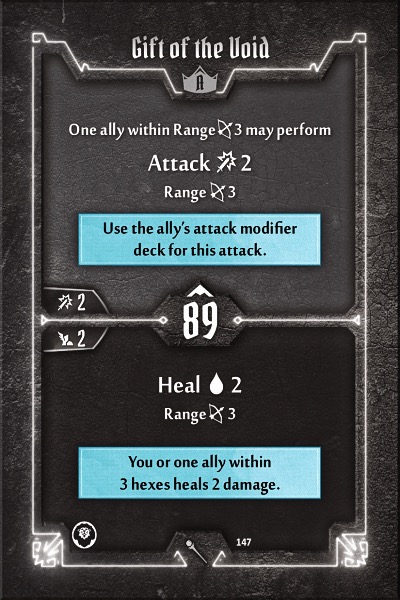 Gift of the Void
A
One ally within Range 3 may perform
Attack 2
Range 3
Use the ally's attack modifier
deck for this attack.
2
89
2
Heal 2
Range 3
You or one ally within
3 hexes heals 2 damage.
147